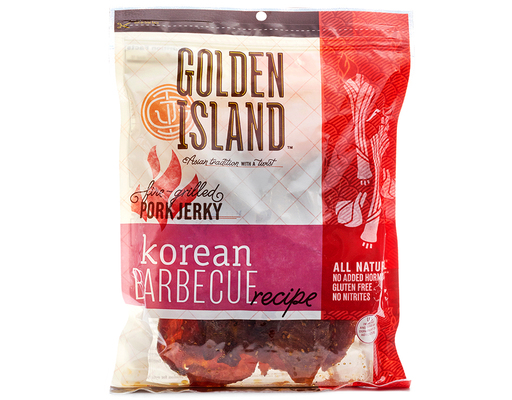 GOLDEN
ISLAND™
Asian tradition WITH A twist
fire-grilled
PORK JERKY
korean
BARBECUE
recipe
ALL NATU
NO ADDED HORM
GLUTEN FREE
NO NITRITES